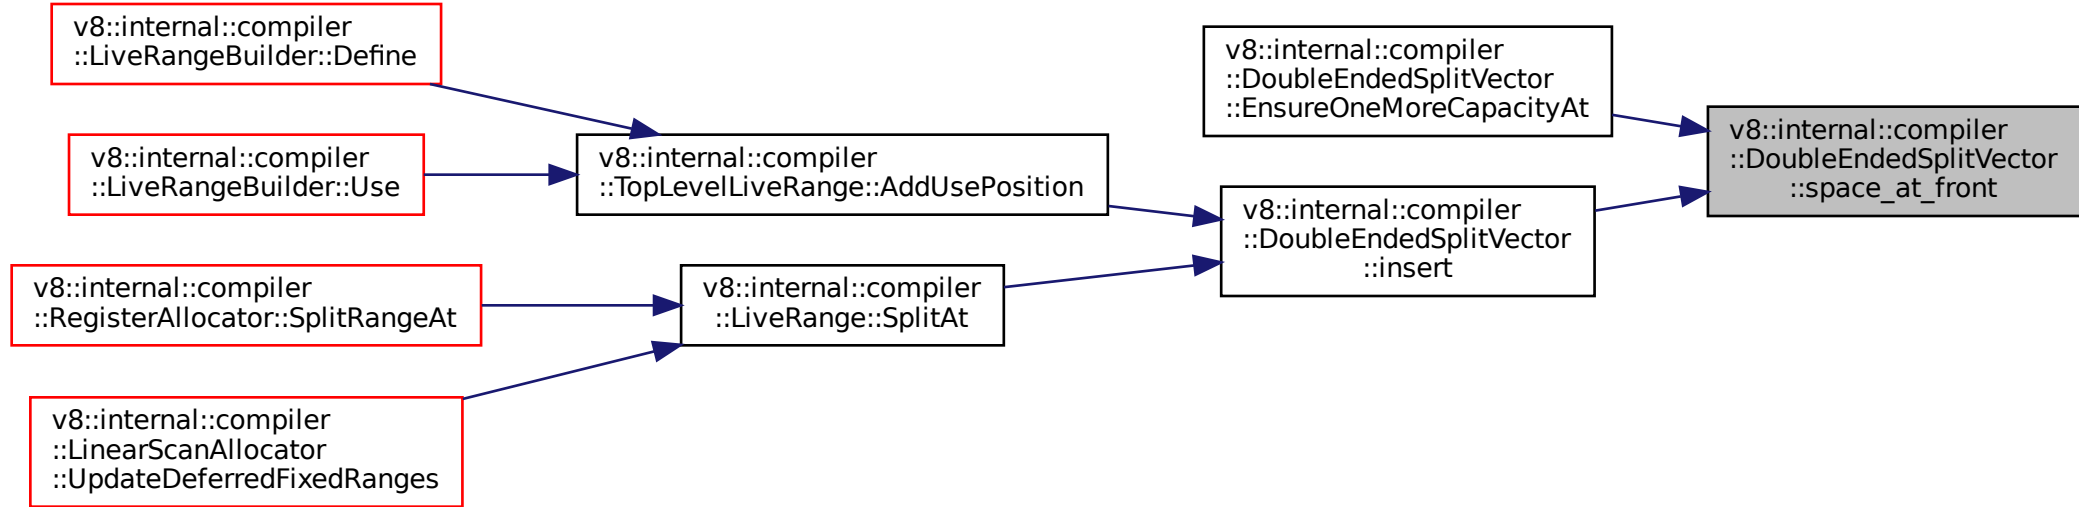 v8::internal::compiler
::LiveRangeBuilder::Define
v8::internal::compiler
::LiveRangeBuilder::Use
v8::internal::compiler
::RegisterAllocator::SplitRangeAt
v8::internal::compiler
::LinearScanAllocator
::UpdateDeferredFixedRanges
v8::internal::compiler
::TopLevelLiveRange::AddUsePosition
v8::internal::compiler
::LiveRange::SplitAt
v8::internal::compiler
::DoubleEndedSplitVector
::EnsureOneMoreCapacityAt
v8::internal::compiler
::DoubleEndedSplitVector
::insert
v8::internal::compiler
::DoubleEndedSplitVector
::space_at_front